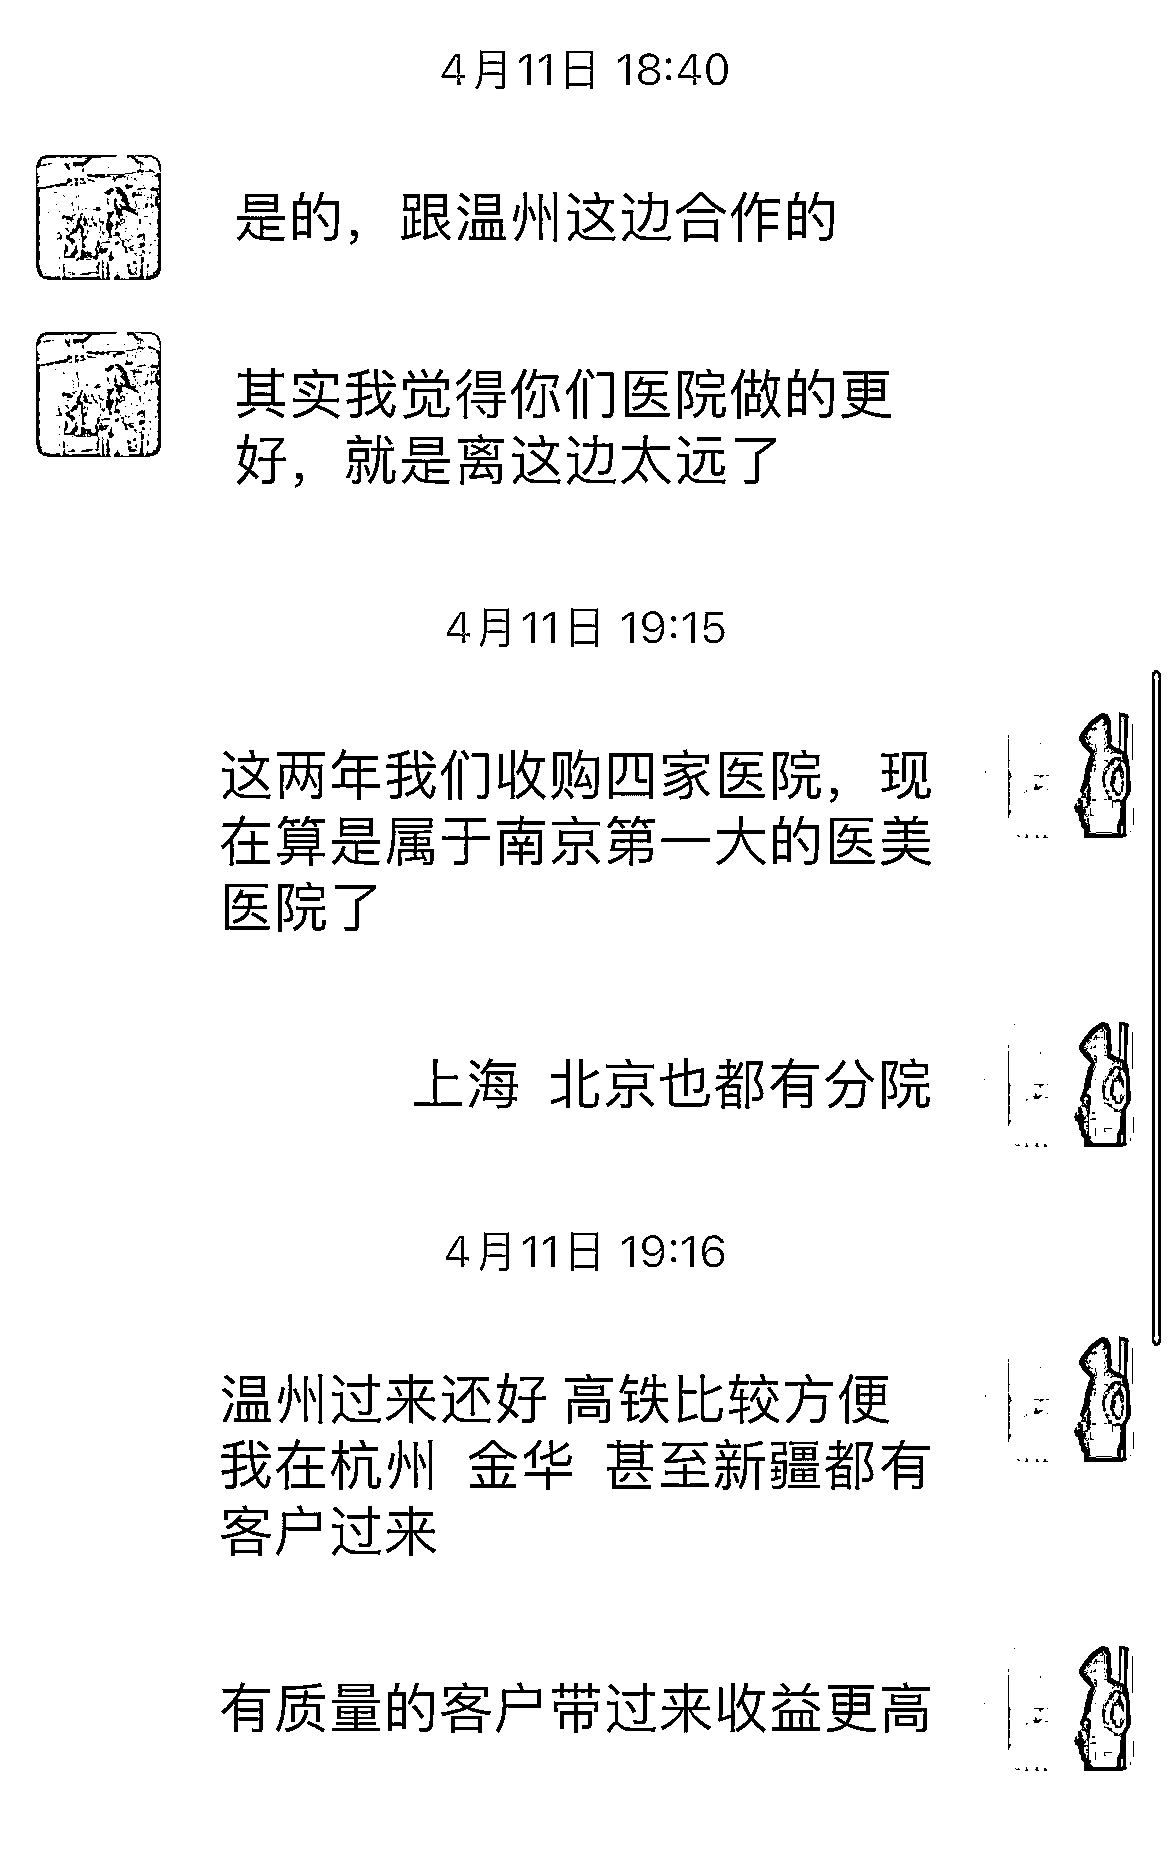 4月11日 18:40
是的，跟温州这边合作的
其实我觉得你们医院做的更
好，就是离这边太远了
4月11日 19:15
这两年我们收购四家医院，现
在算是属于南京第一大的医美
医院了
上海  北京也都有分院
4月11日 19:16
温州过来还好 高铁比较方便
我在杭州  金华  甚至新疆都有
客户过来
有质量的客户带过来收益更高